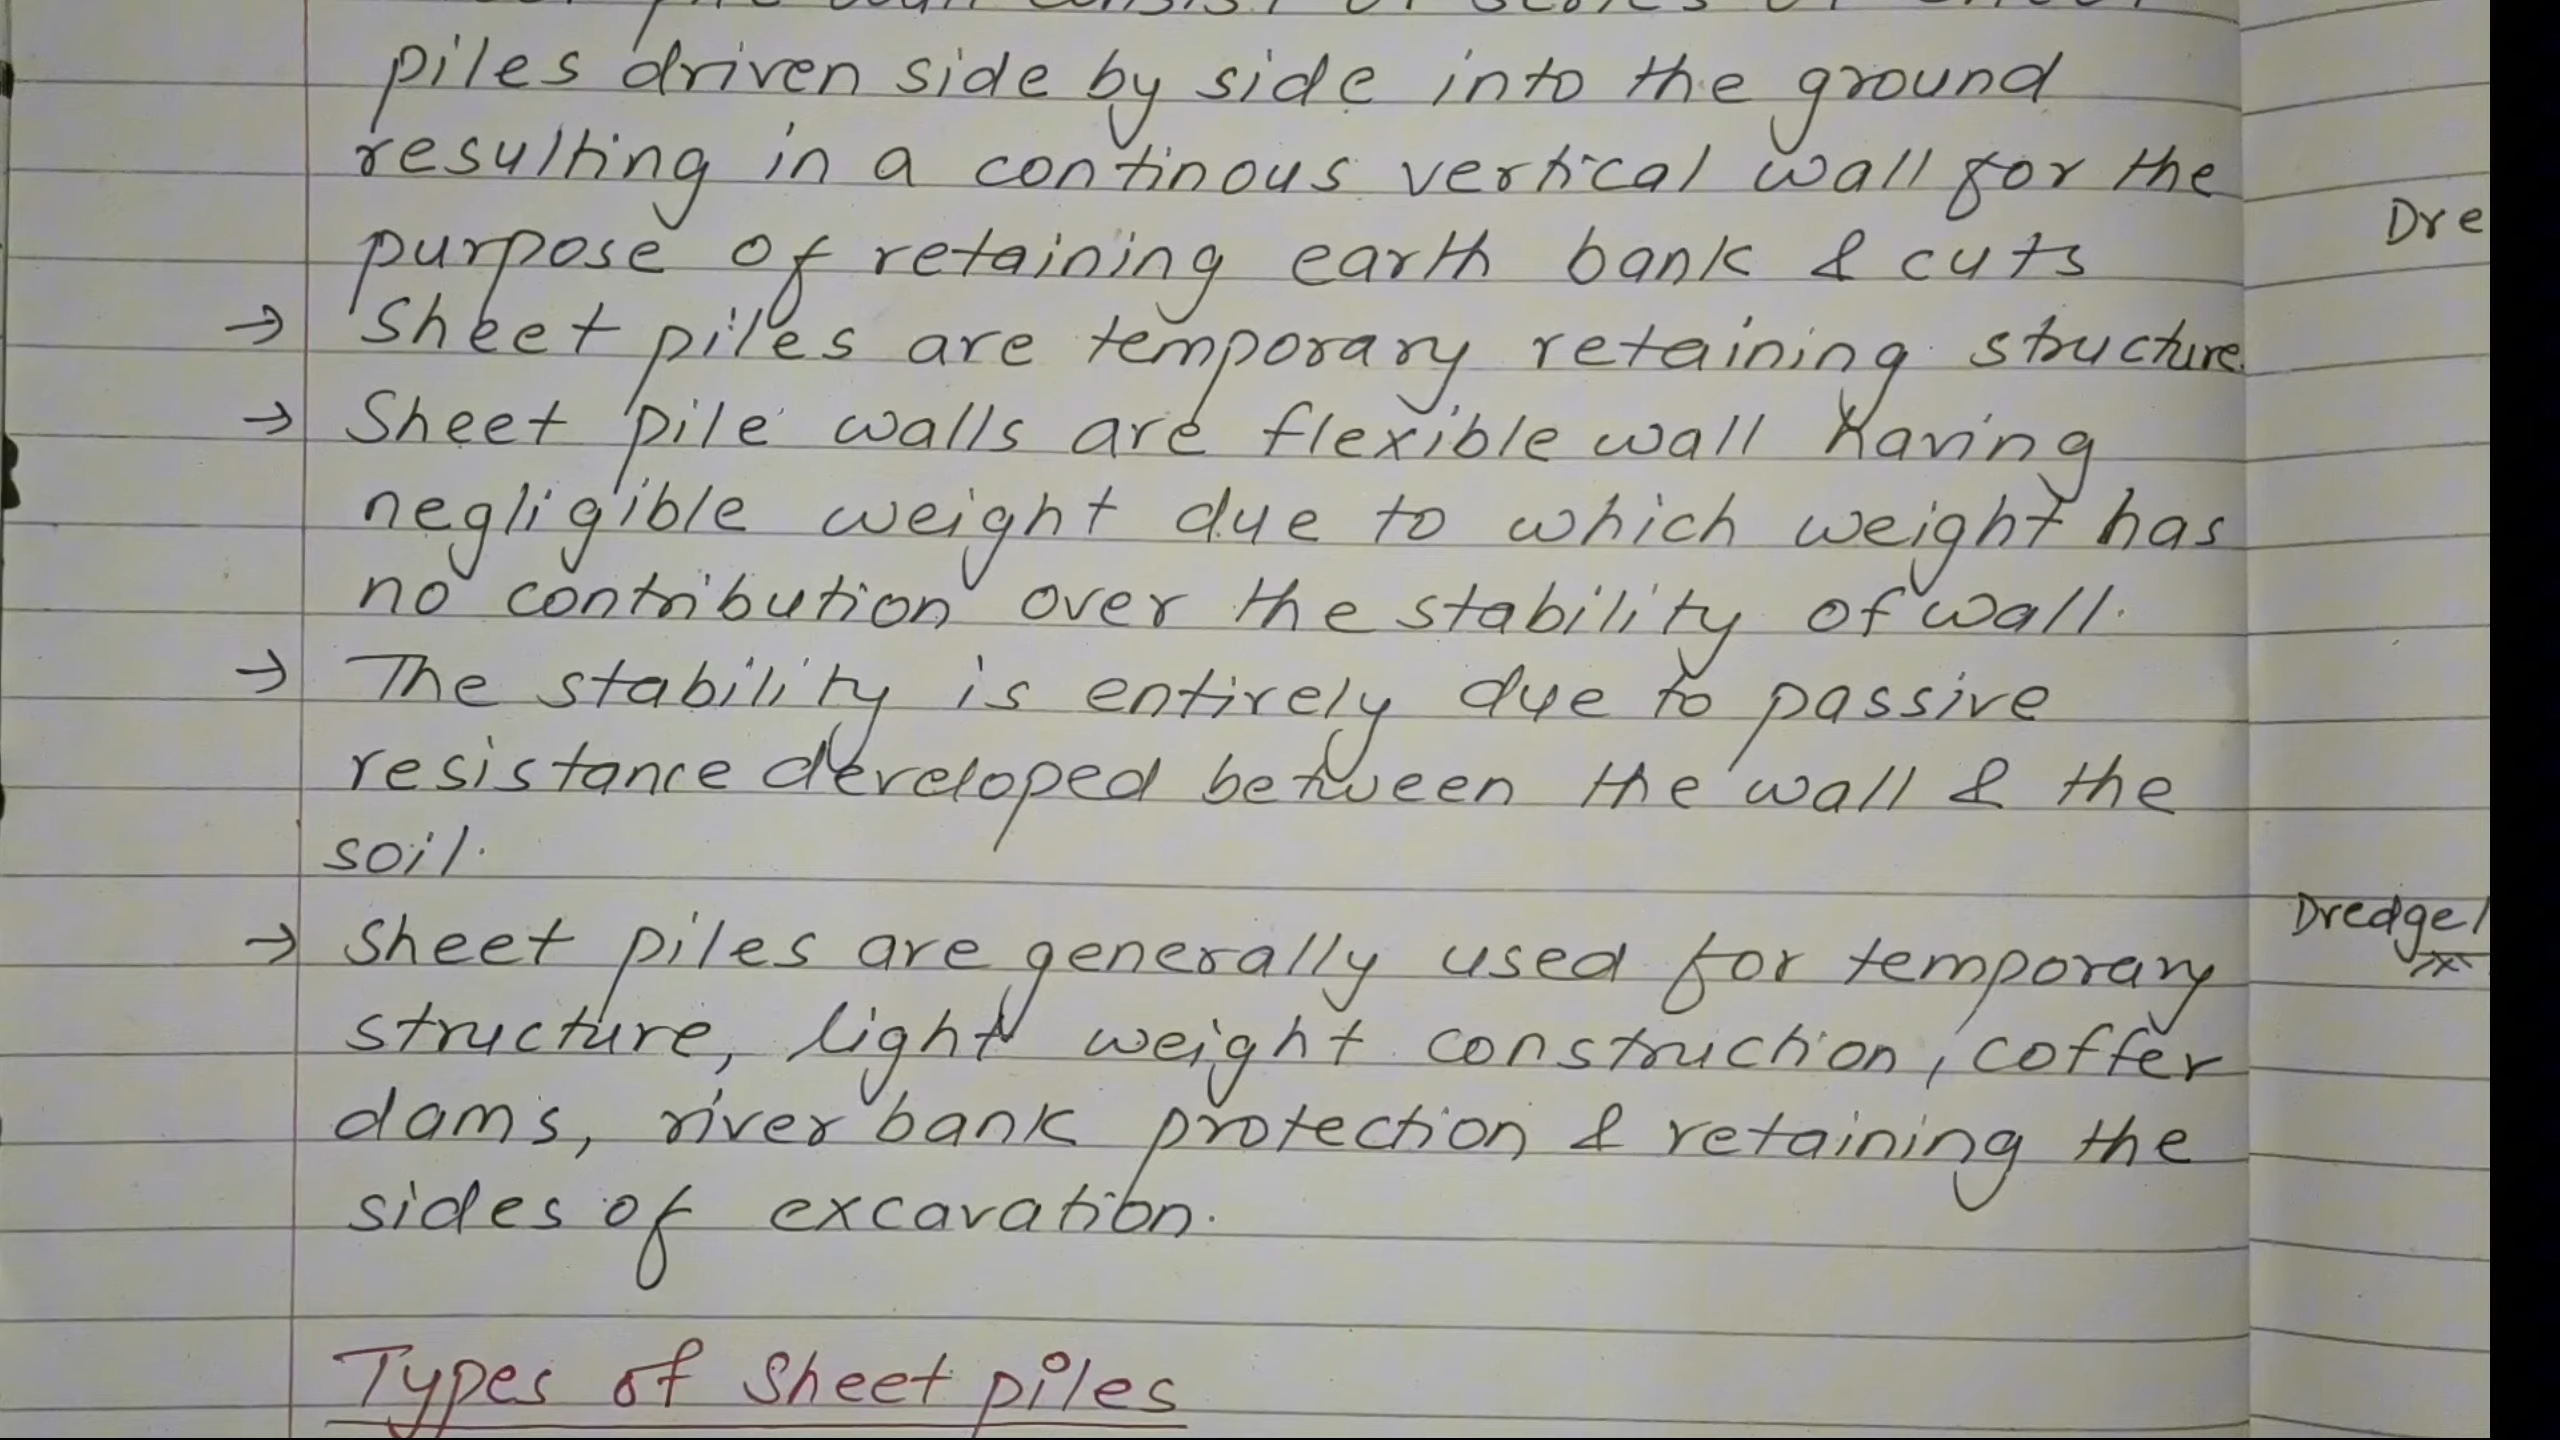 piles driven side by side into the ground
resulting in a continous vertical wall for the
purpose of retaining earth bank & cuts
→ Sheet piles are temporary retaining structure.
→ Sheet pile walls are flexible wall having
negligible weight due to which weight has
no contribution over the stability of wall.
→ The stability is entirely due to passive
resistance developed between the wall & the
soil.
→ Sheet piles are generally used for temporary
structure, light weight construction, coffer
dams, river bank protection & retaining the
sides of excavation.
Types of Sheet piles
Dre
Dredgel